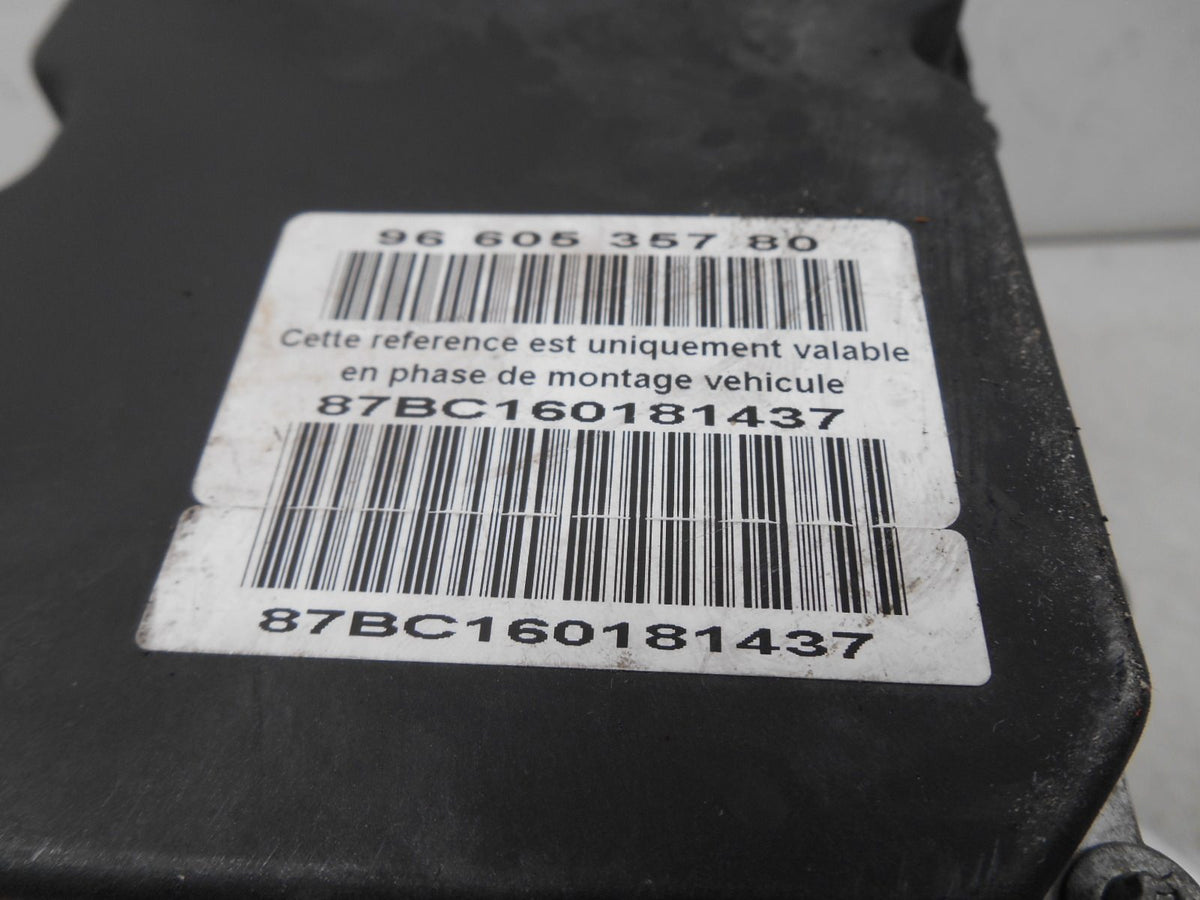 96 605 357 80
Cette reference est uniquement valable
en phase de montage vehicule
87BC160181437
87BC160181437